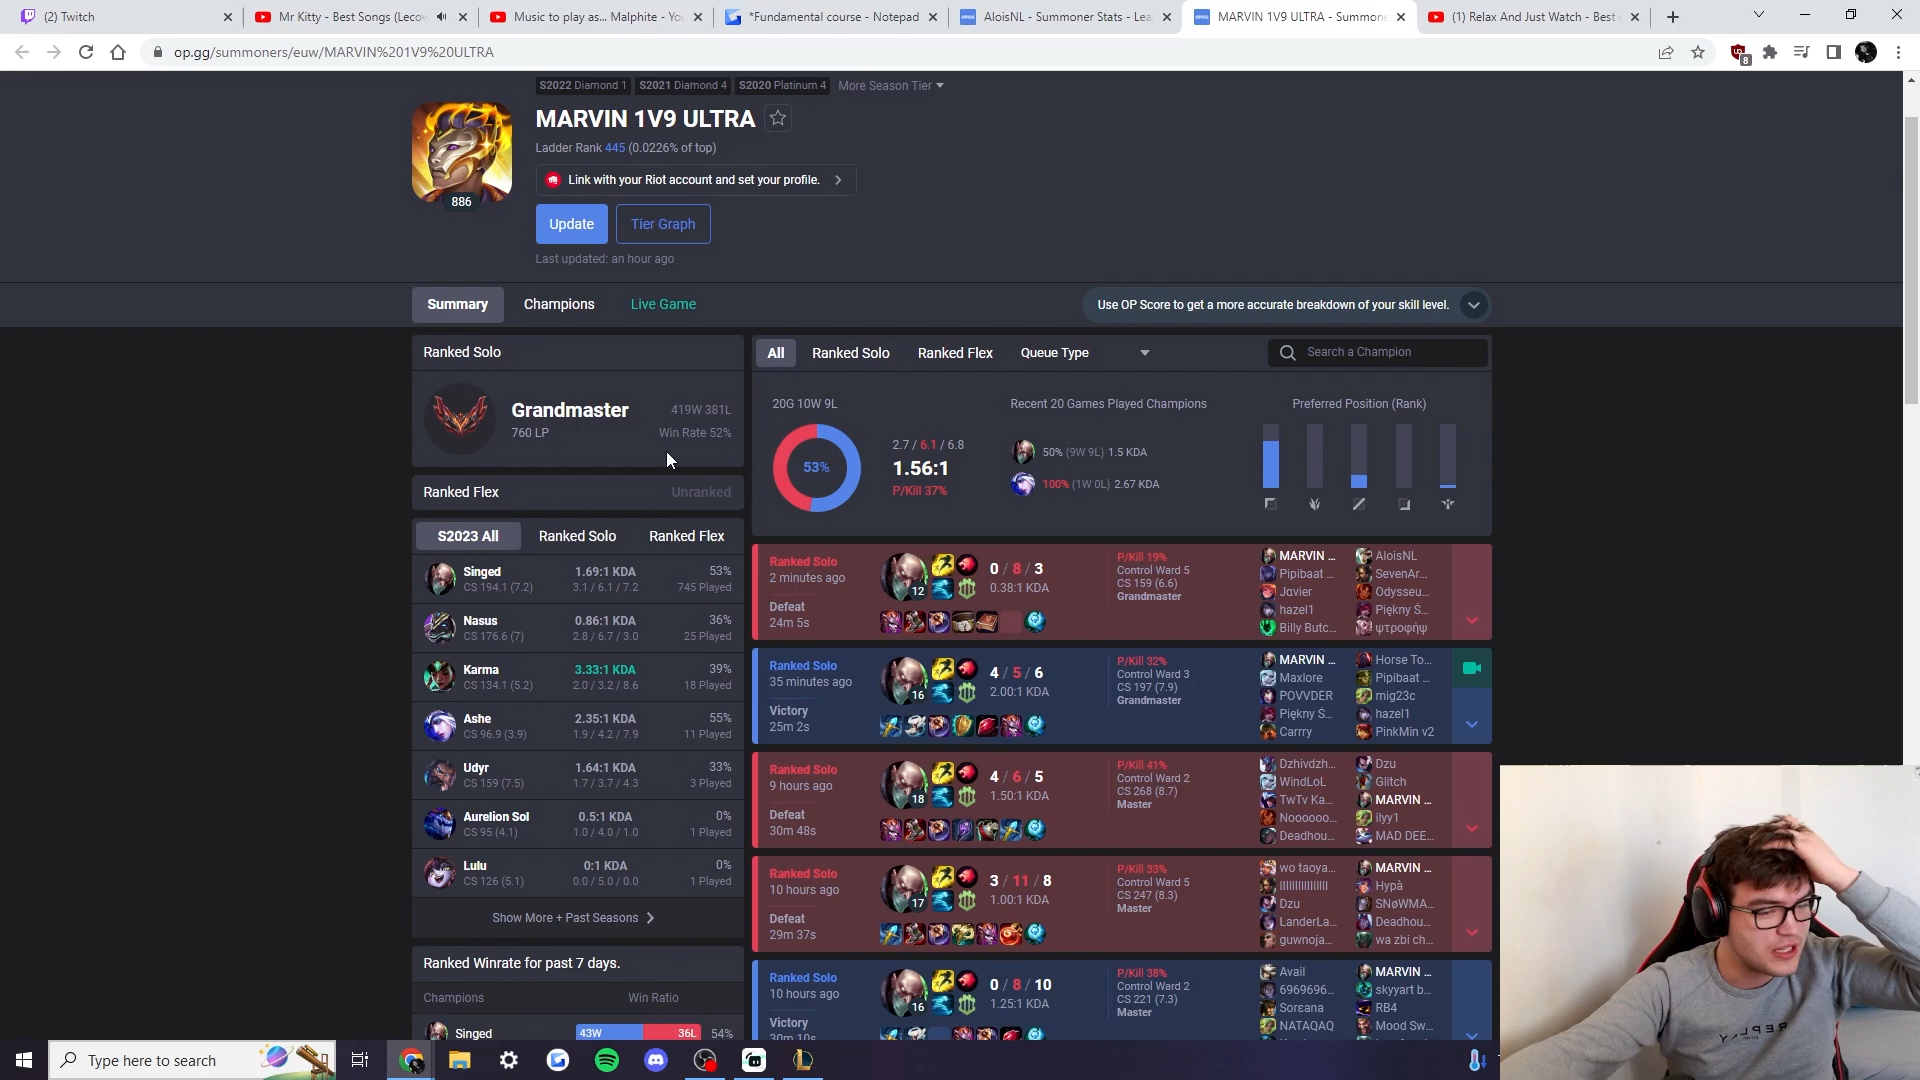 (2) Twitch
Mr Kitty - Best Songs (Lecov
Music to play as... Malphite - Yo
*Fundamental course - Notepad
AloisNL - Summoner Stats - Lea
MARVIN 1V9 ULTRA - Summone
(1) Relax And Just Watch - Best
op.gg/summoners/euw/MARVIN%201V9%20ULTRA
8
S2022 Diamond 1
S2021 Diamond 4
S2020 Platinum 4
More Season Tier
886
MARVIN 1V9 ULTRA
Ladder Rank 445 (0.0226% of top)
Link with your Riot account and set your profile.
Update
Tier Graph
Last updated: an hour ago
Summary
Champions
Live Game
Use OP Score to get a more accurate breakdown of your skill level.
Ranked Solo
Grandmaster
419W 381L
760 LP
Win Rate 52%
Ranked Flex
Unranked
S2023 All
Ranked Solo
Ranked Flex
Singed
1.69:1 KDA
53%
CS 194.1 (7.2)
3.1 / 6.1 / 7.2
745 Played
Nasus
0.86:1 KDA
36%
CS 176.6 (7)
2.8 / 6.7 / 3.0
25 Played
Karma
3.33:1 KDA
39%
CS 134.1 (5.2)
2.0 / 3.2 / 8.6
18 Played
Ashe
2.35:1 KDA
55%
CS 96.9 (3.9)
1.9 / 4.2 / 7.9
11 Played
Udyr
1.64:1 KDA
33%
CS 159 (7.5)
1.7 / 3.7 / 4.3
3 Played
Aurelion Sol
0.5:1 KDA
0%
CS 95 (4.1)
1.0 / 4.0 / 1.0
1 Played
Lulu
0:1 KDA
0%
CS 126 (5.1)
0.0 / 5.0 / 0.0
1 Played
Show More + Past Seasons
Ranked Winrate for past 7 days.
Champions
Win Ratio
Singed
43W
36L
54%
All
Ranked Solo
Ranked Flex
Queue Type
Search a Champion
20G 10W 9L
53%
2.7 / 6.1 / 6.8
1.56:1
P/Kill 37%
Recent 20 Games Played Champions
50% (9W 9L) 1.5 KDA
100% (1W 0L) 2.67 KDA
Preferred Position (Rank)
Ranked Solo
2 minutes ago
Defeat
24m 5s
12
0 / 8 / 3
0.38:1 KDA
P/Kill 19%
Control Ward 5
CS 159 (6.6)
Grandmaster
MARVIN ...
Pipibaat ...
Javier
hazel1
Billy Butc...
AloisNL
SevenAr...
Odysseu...
Piękny Ś...
ψτροφήψ
Ranked Solo
35 minutes ago
Victory
25m 2s
16
4 / 5 / 6
2.00:1 KDA
P/Kill 32%
Control Ward 3
CS 197 (7.9)
Grandmaster
MARVIN ...
Maxlore
POVVDER
Piękny Ś...
Carrry
Horse To...
Pipibaat ...
mig23c
hazel1
PinkMin v2
Ranked Solo
9 hours ago
Defeat
30m 48s
18
4 / 6 / 5
1.50:1 KDA
P/Kill 41%
Control Ward 2
CS 268 (8.7)
Master
Dzhivdzh...
WindLoL
TwTv Ka...
Noooooo...
Deadhou...
Dzu
Glitch
MARVIN ...
ilyy1
MAD DEE...
Ranked Solo
10 hours ago
Defeat
29m 37s
17
3 / 11 / 8
1.00:1 KDA
P/Kill 33%
Control Ward 5
CS 247 (8.3)
Master
wo taoya...
Dzu
LanderLa...
guwnoja...
MARVIN ...
Hypà
SNøWMA...
Deadhou...
wa zbi ch...
Ranked Solo
10 hours ago
Victory
30m 10s
16
0 / 8 / 10
1.25:1 KDA
P/Kill 38%
Control Ward 2
CS 221 (7.3)
Master
Avail
6969696...
Sorcana
NATAQAQ
MARVIN ...
skyyart b...
RB4
Mood Sw...
REPLAY
Type here to search